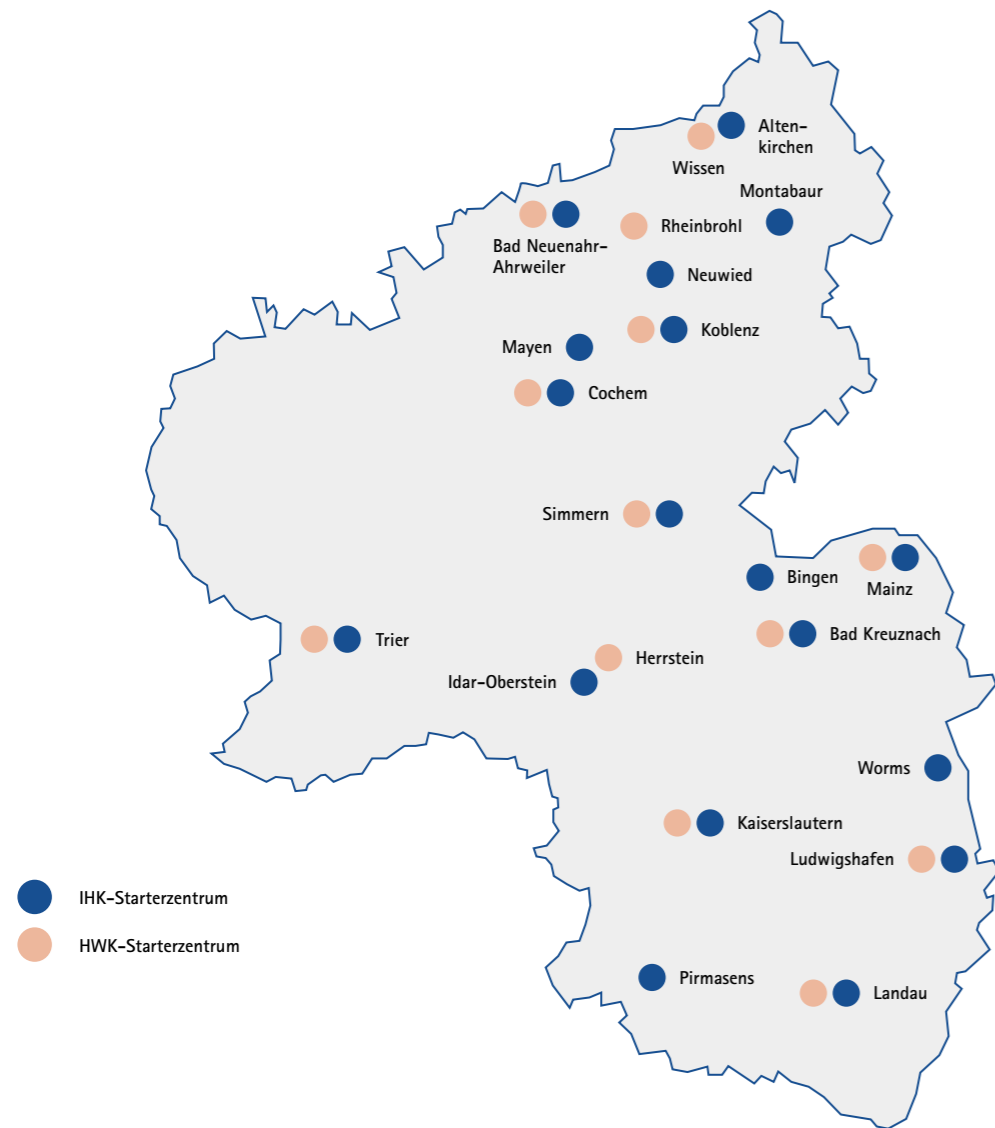 Alten-
kirchen
Wissen
Montabaur
Rheinbrohl
Bad Neuenahr-
Ahrweiler
Neuwied
Koblenz
Mayen
Cochem
Simmern
Bingen
Mainz
Bad Kreuznach
Trier
Herrstein
Idar-Oberstein
Worms
Kaiserslautern
Ludwigshafen
IHK-Starterzentrum
HWK-Starterzentrum
Pirmasens
Landau